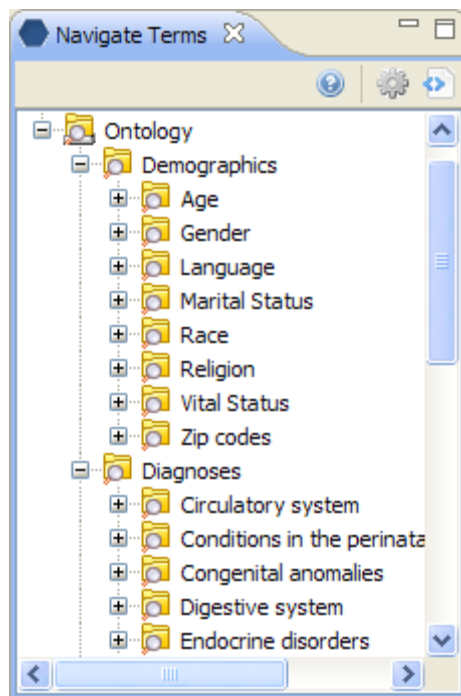 Navigate Terms
Ontology
Demographics
Age
Gender
Language
Marital Status
Race
Religion
Vital Status
Zip codes
Diagnoses
Circulatory system
Conditions in the perinata
Congenital anomalies
Digestive system
Endocrine disorders